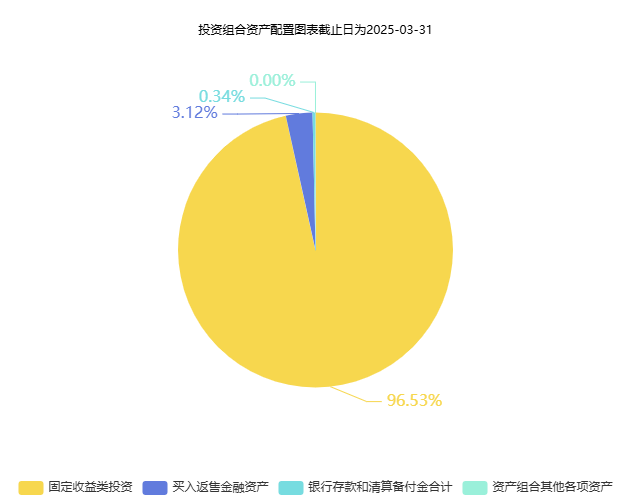 投资组合资产配置图表截止日为2025-03-31
0.00%
0.34%
3.12%
96.53%
固定收益类投资 买入返售金融资产 银行存款和清算备付金合计 资产组合其他各项资产